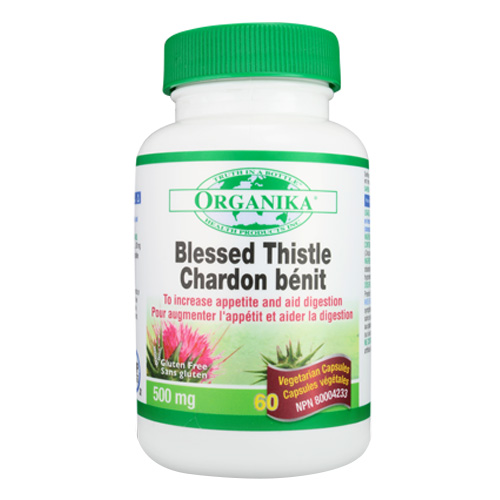 TRUTH IN A BOTTLE
ORGANIKA®
HEALTH PRODUCTS INC.
Blessed Thistle
Chardon bénit
To increase appetite and aid digestion
Pour augmenter l'appétit et aider la digestion
Gluten Free
Sans gluten
500 mg
60
Vegetarian Capsules
Capsules végétales
NPN 80004233